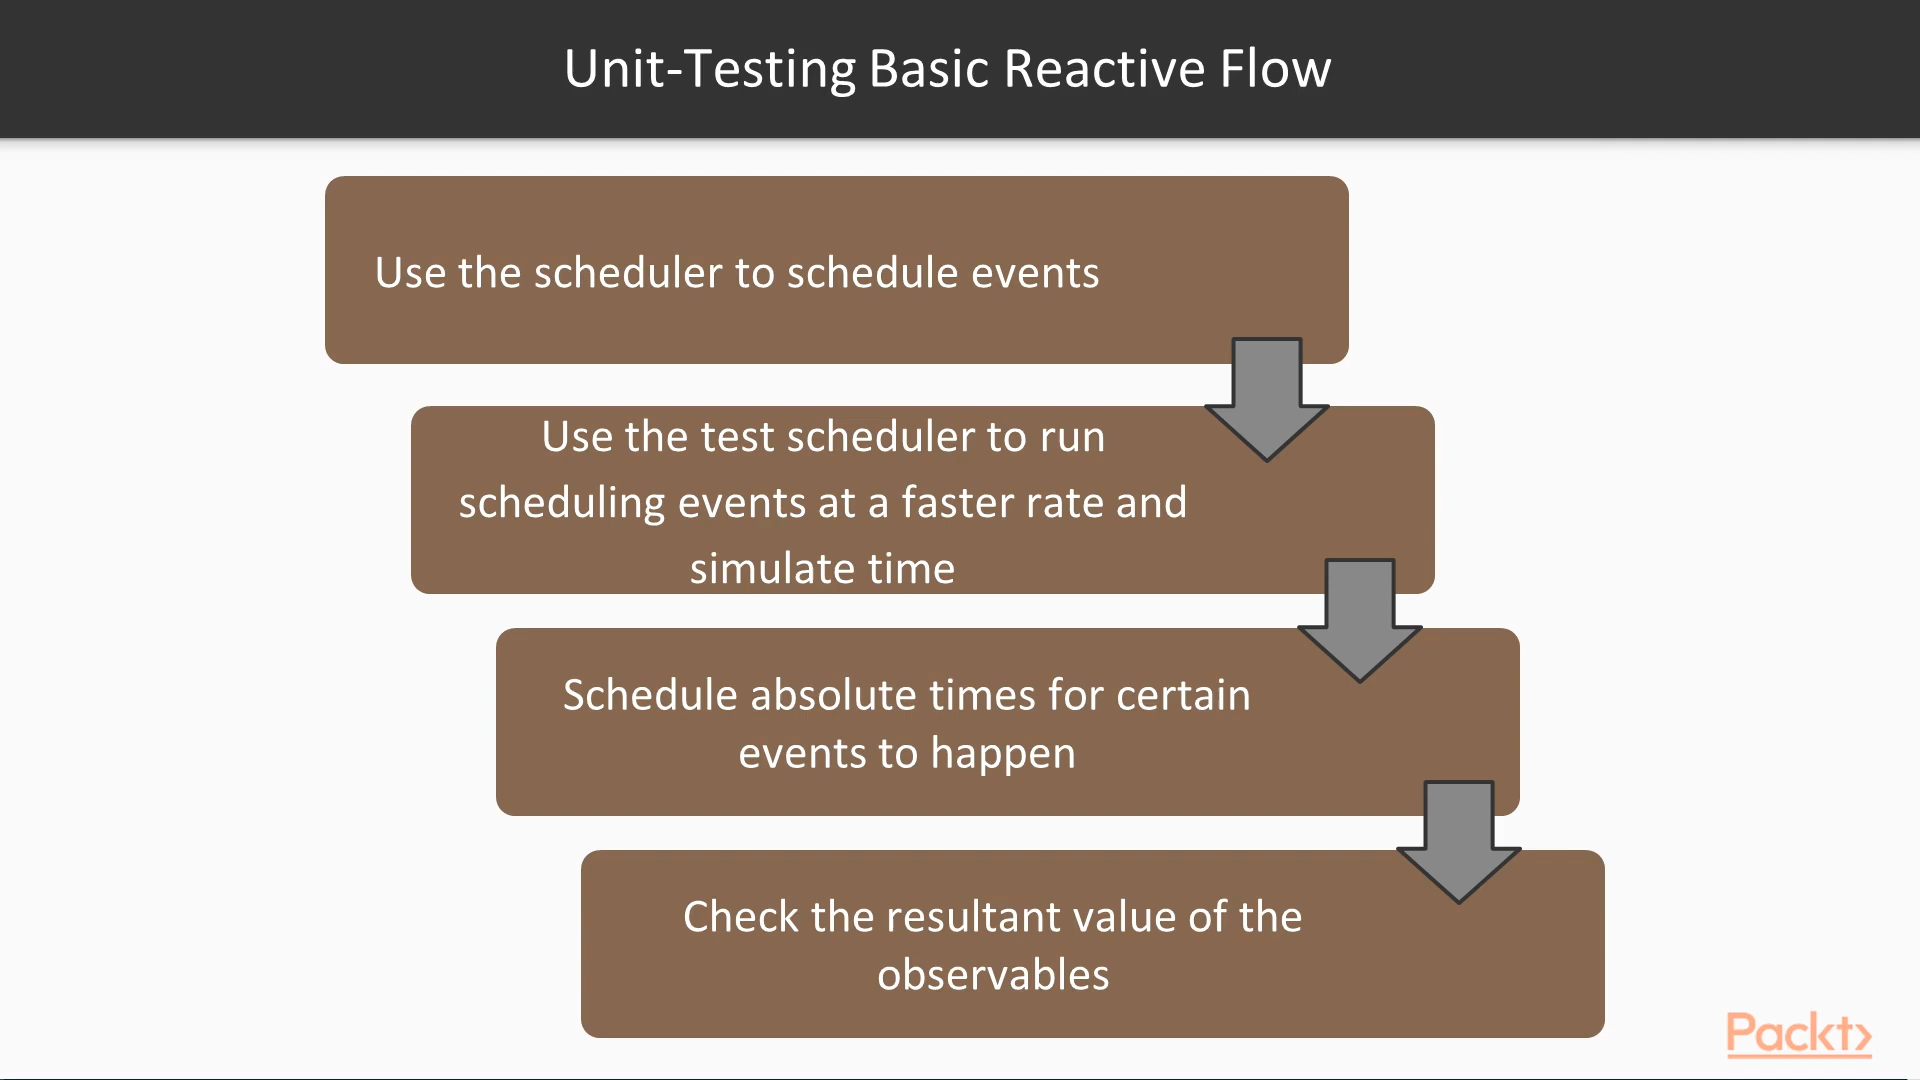 Unit-Testing Basic Reactive Flow
Use the scheduler to schedule events
Use the test scheduler to run
scheduling events at a faster rate and
simulate time
Schedule absolute times for certain
events to happen
Check the resultant value of the
observables
Packt>